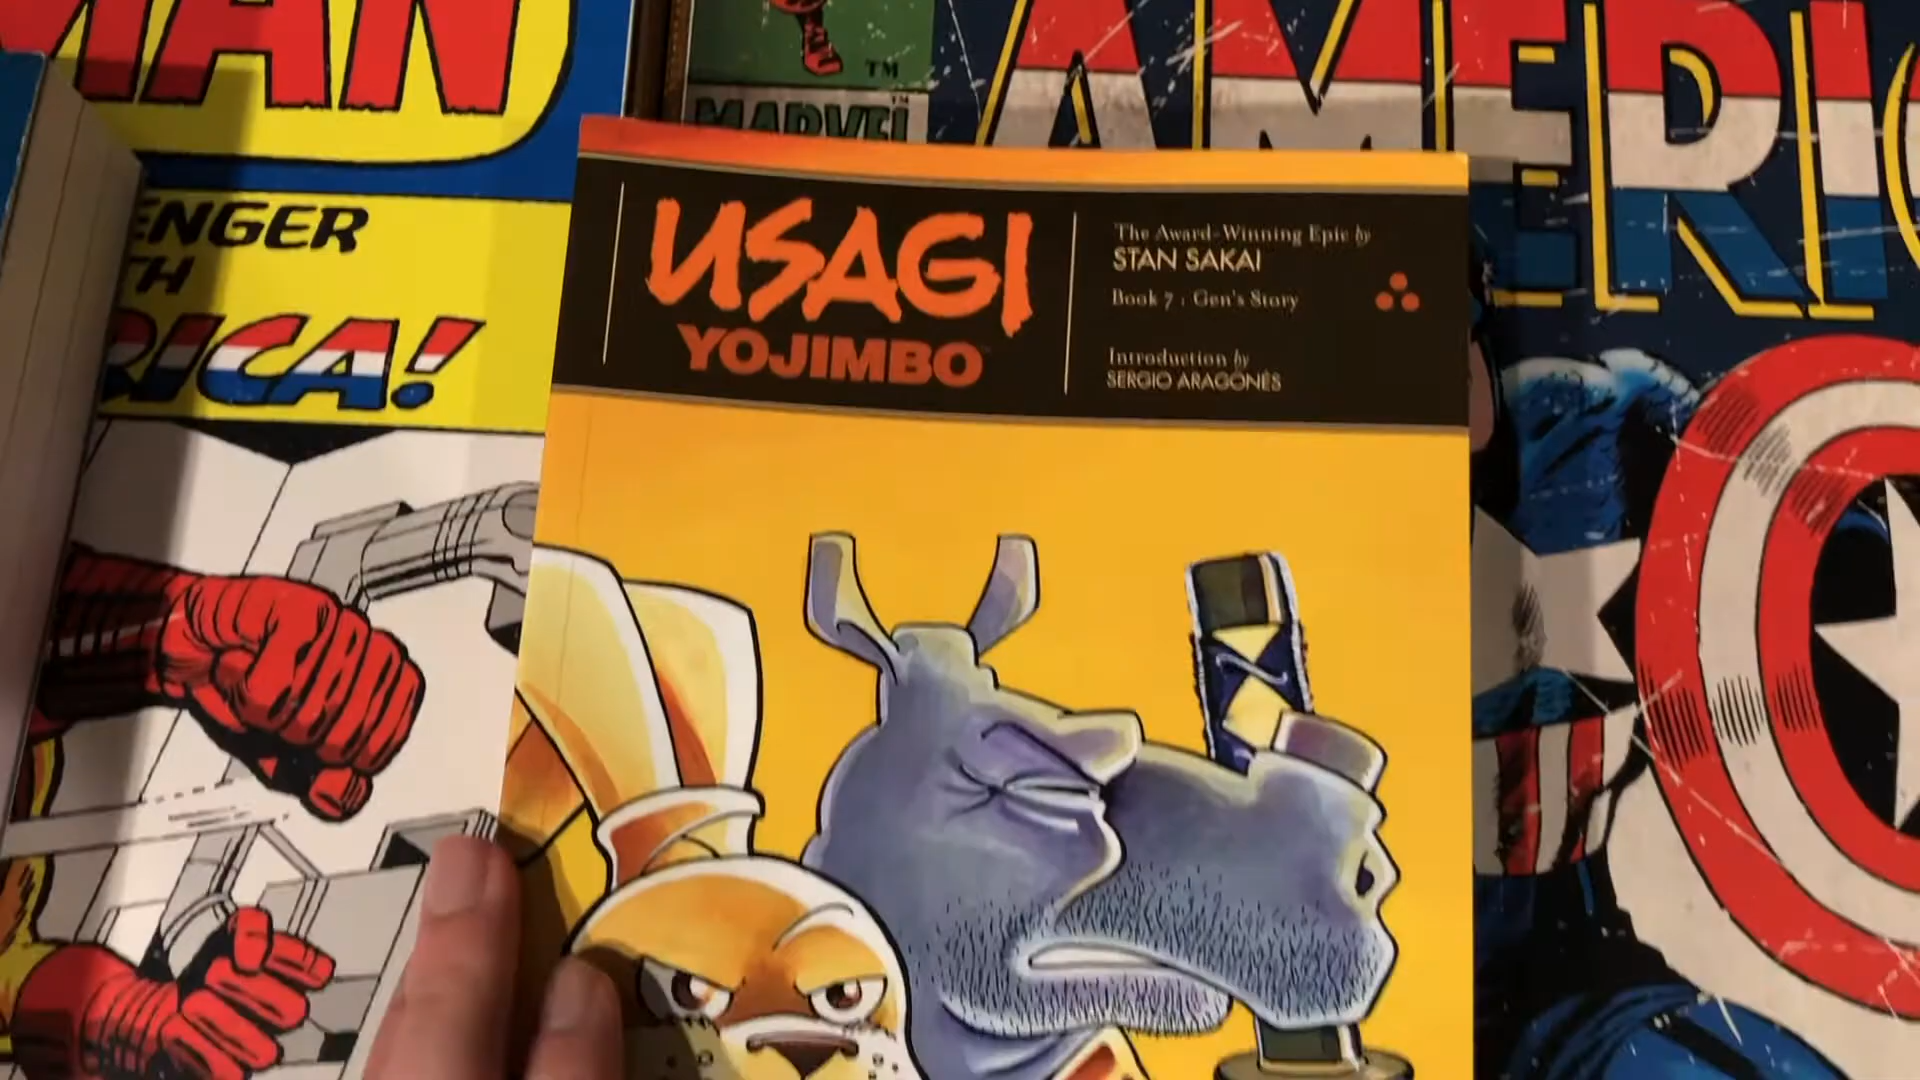 MAN
ENGER
TH
RICA!
TM
MARVEL
AMERIC
USAGI
YOJIMBO
The Award-Winning Epic by
STAN SAKAI
Book 7 : Gen's Story
Introduction by
SERGIO ARAGONÉS